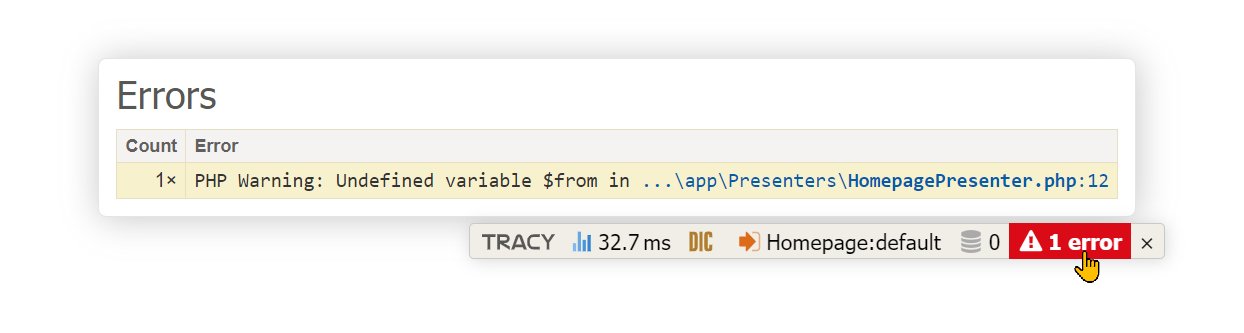 Errors
Count Error
1× PHP Warning: Undefined variable $from in ...\app\Presenters\HomepagePresenter.php:12
TRACY 32.7 ms DIC Homepage:default 0 1 error ×